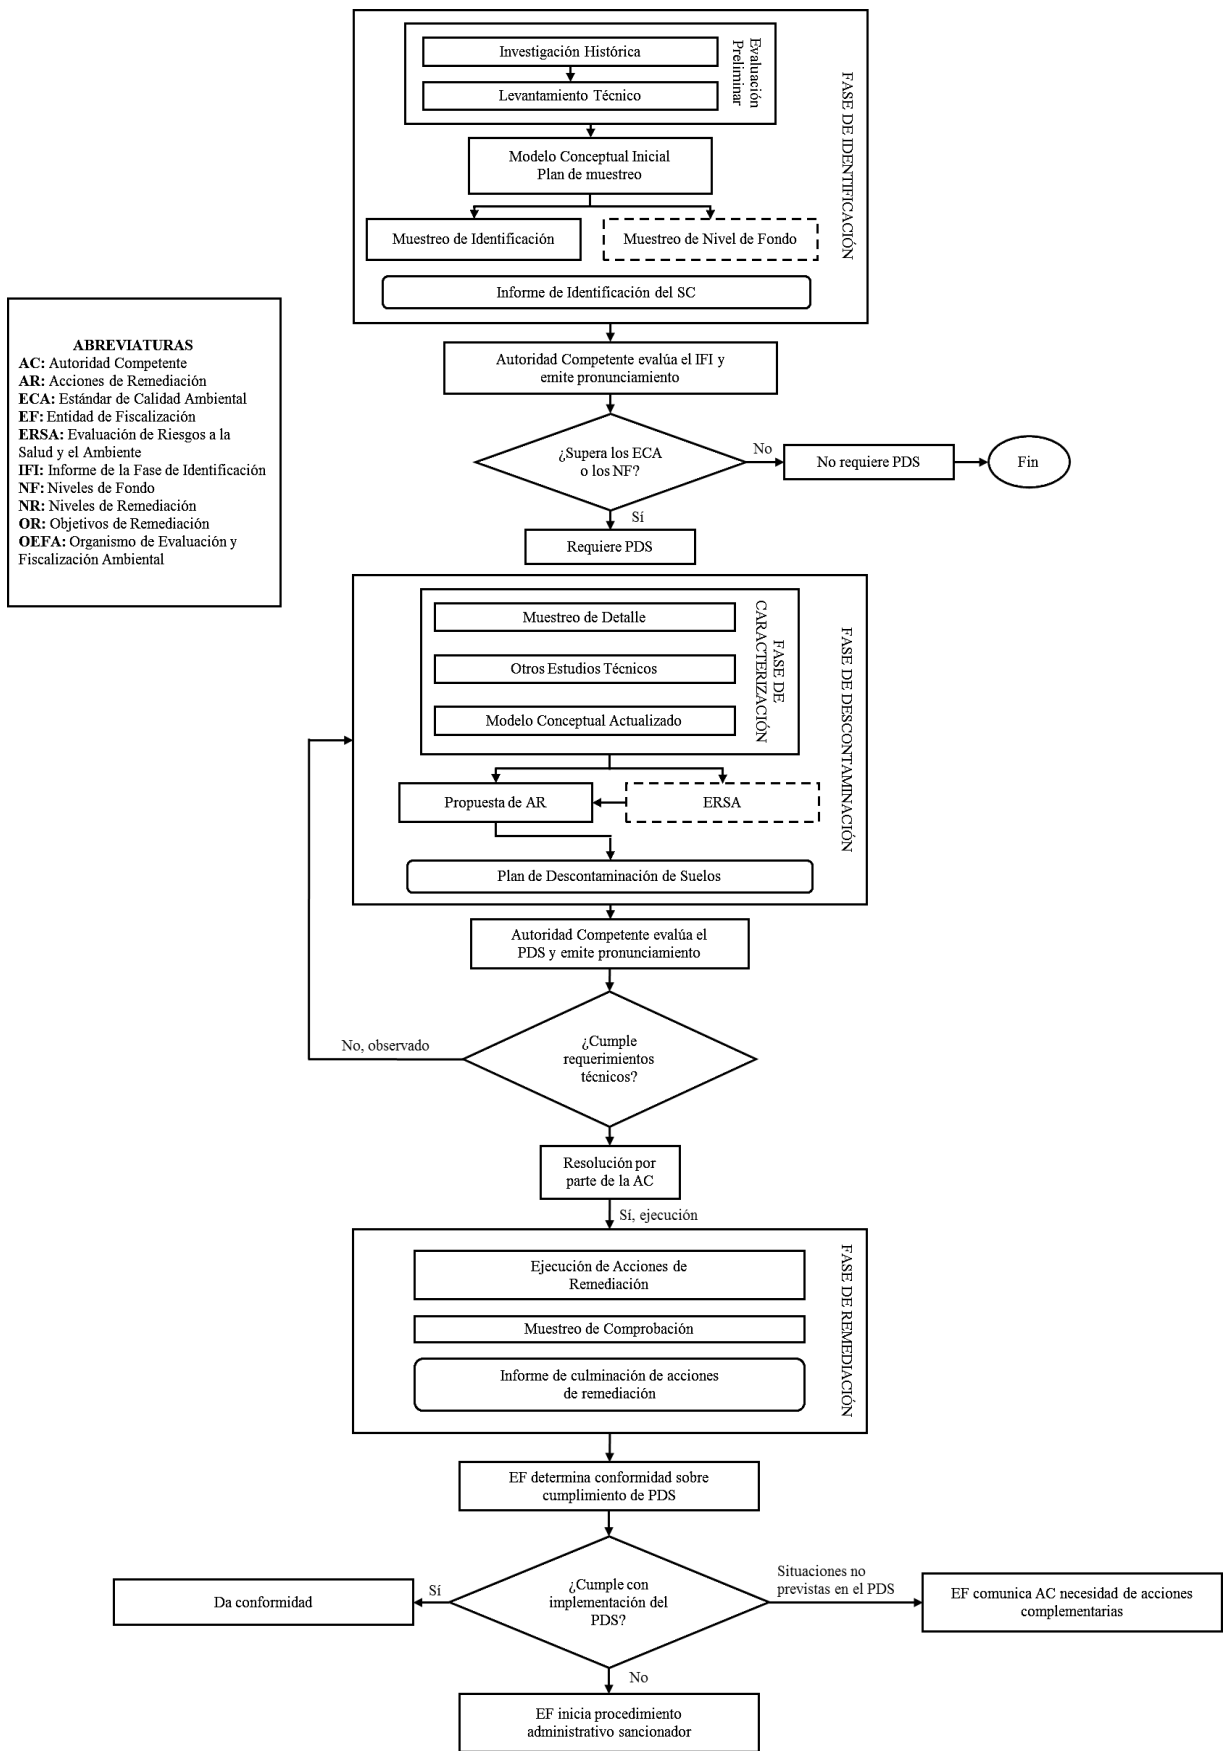 Investigación Histórica
Levantamiento Técnico
Evaluación
Preliminar
Modelo Conceptual Inicial
Plan de muestreo
Muestreo de Identificación
Muestreo de Nivel de Fondo
Informe de Identificación del SC
FASE DE IDENTIFICACIÓN
ABREVIATURAS
AC: Autoridad Competente
AR: Acciones de Remediación
ECA: Estándar de Calidad Ambiental
EF: Entidad de Fiscalización
ERSA: Evaluación de Riesgos a la
Salud y el Ambiente
IFI: Informe de la Fase de Identificación
NF: Niveles de Fondo
NR: Niveles de Remediación
OR: Objetivos de Remediación
OEFA: Organismo de Evaluación y
Fiscalización Ambiental
Autoridad Competente evalúa el IFI y
emite pronunciamiento
¿Supera los ECA
o los NF?
No
No requiere PDS
Fin
Sí
Requiere PDS
Muestreo de Detalle
Otros Estudios Técnicos
Modelo Conceptual Actualizado
FASE DE
CARACTERIZACIÓN
Propuesta de AR
ERSA
Plan de Descontaminación de Suelos
FASE DE DESCONTAMINACIÓN
Autoridad Competente evalúa el
PDS y emite pronunciamiento
¿Cumple
requerimientos
técnicos?
No, observado
Resolución por
parte de la AC
Sí, ejecución
Ejecución de Acciones de
Remediación
Muestreo de Comprobación
Informe de culminación de acciones
de remediación
FASE DE REMEDIACIÓN
EF determina conformidad sobre
cumplimiento de PDS
¿Cumple con
implementación del
PDS?
Sí
Da conformidad
Situaciones no
previstas en el PDS
EF comunica AC necesidad de acciones
complementarias
No
EF inicia procedimiento
administrativo sancionador